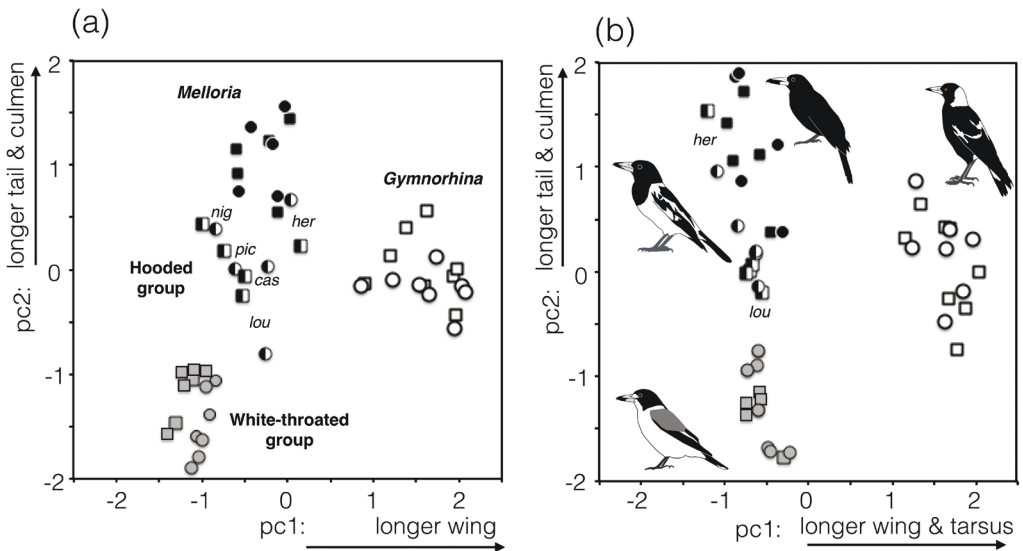 (a)
2
1
0
-1
-2
pc2: longer tail & culmen
Melloria
Gymnorhina
nig
her
pic
cas
Hooded
group
lou
White-throated
group
-2
-1
0
1
2
pc1: longer wing
(b)
2
1
0
-1
-2
pc2: longer tail & culmen
her
lou
-2
-1
0
1
2
pc1: longer wing & tarsus